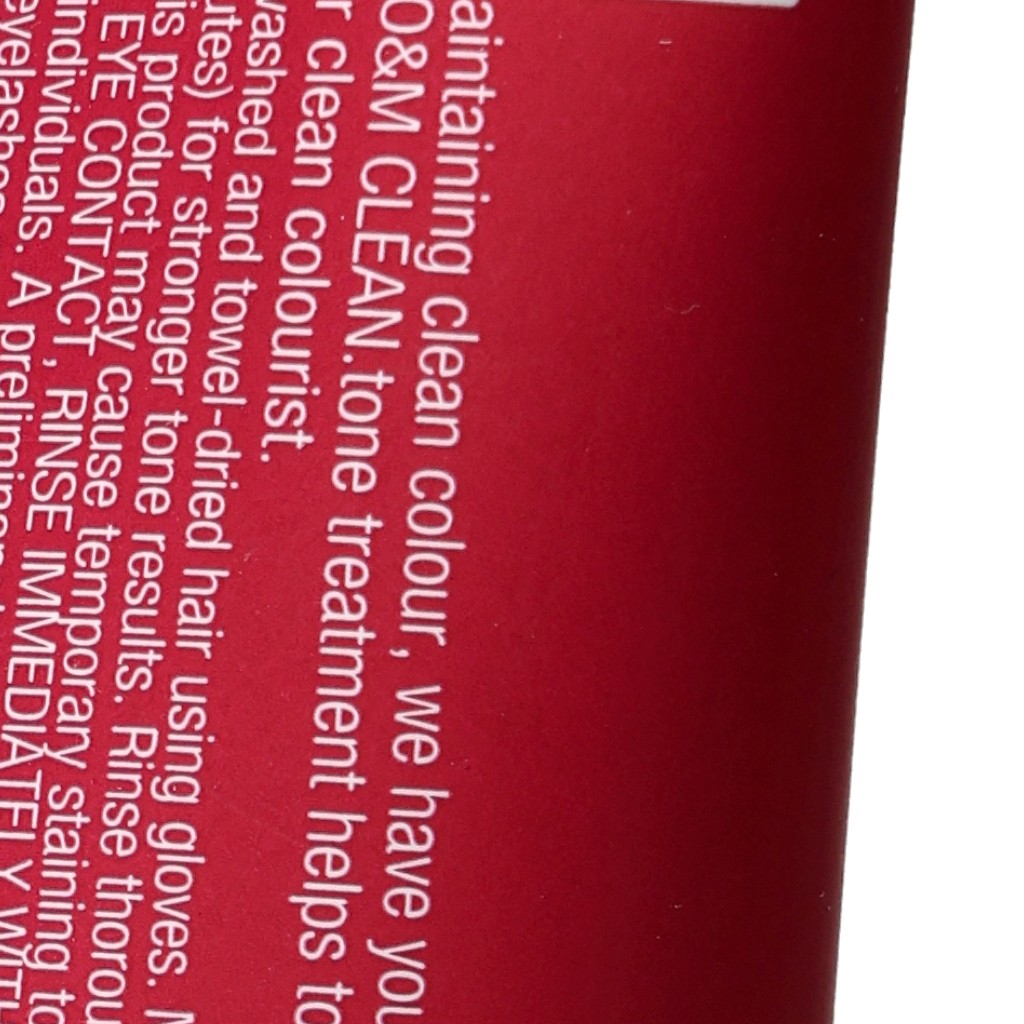 aintaining clean colour, we have you
O&M CLEAN.tone treatment helps to
r clean colourist.
washed and towel-dried hair using gloves.
utes) for stronger tone results. Rinse thorou
is product may cause temporary staining to
EYE CONTACT, RINSE IMMEDIATELY WITH
individuals. A